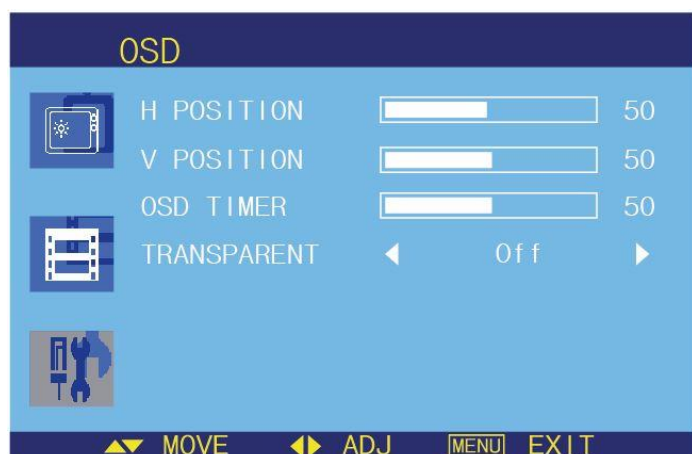 OSD
H POSITION 50
V POSITION 50
OSD TIMER 50
TRANSPARENT Off
MOVE ADJ MENU EXIT